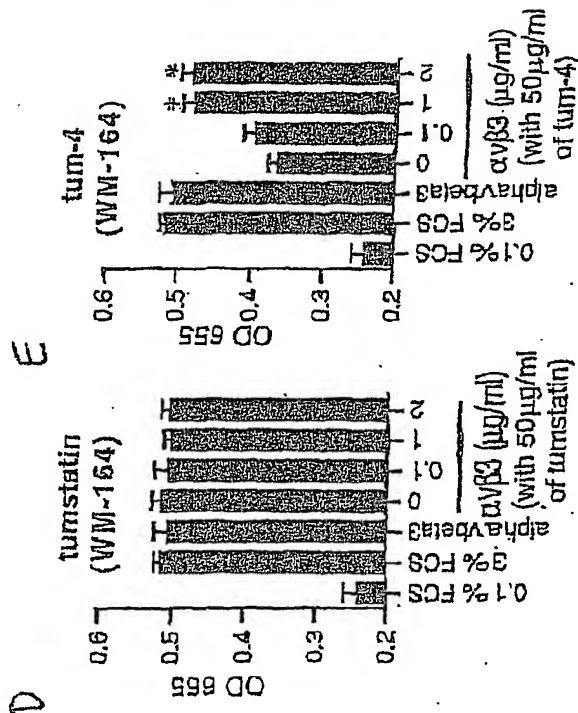 D
tumstatin
(WM-164)
OD 655
0.6
0.5
0.4
0.3
0.2
0.1% FCS
3% FCS
alphavbeta3
0
0.1
1
2
αvβ3 (μg/ml)
(with 50μg/ml
of tumstatin)
E
tum-4
(WM-164)
OD 655
0.6
0.5
0.4
0.3
0.2
0.1% FCS
3% FCS
alphavbeta3
0
0.1
1
2
*
*
αvβ3 (μg/ml)
(with 50μg/ml
of tum-4)